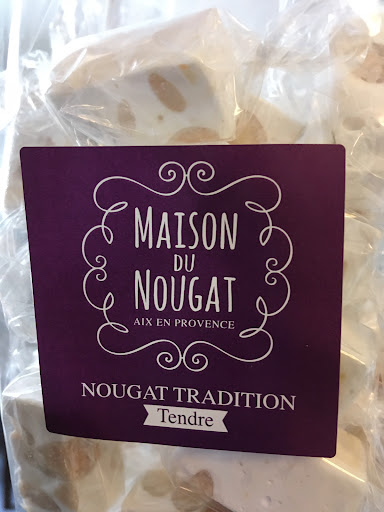 MAISON
DU
NOUGAT
AIX EN PROVENCE
NOUGAT TRADITION
Tendre